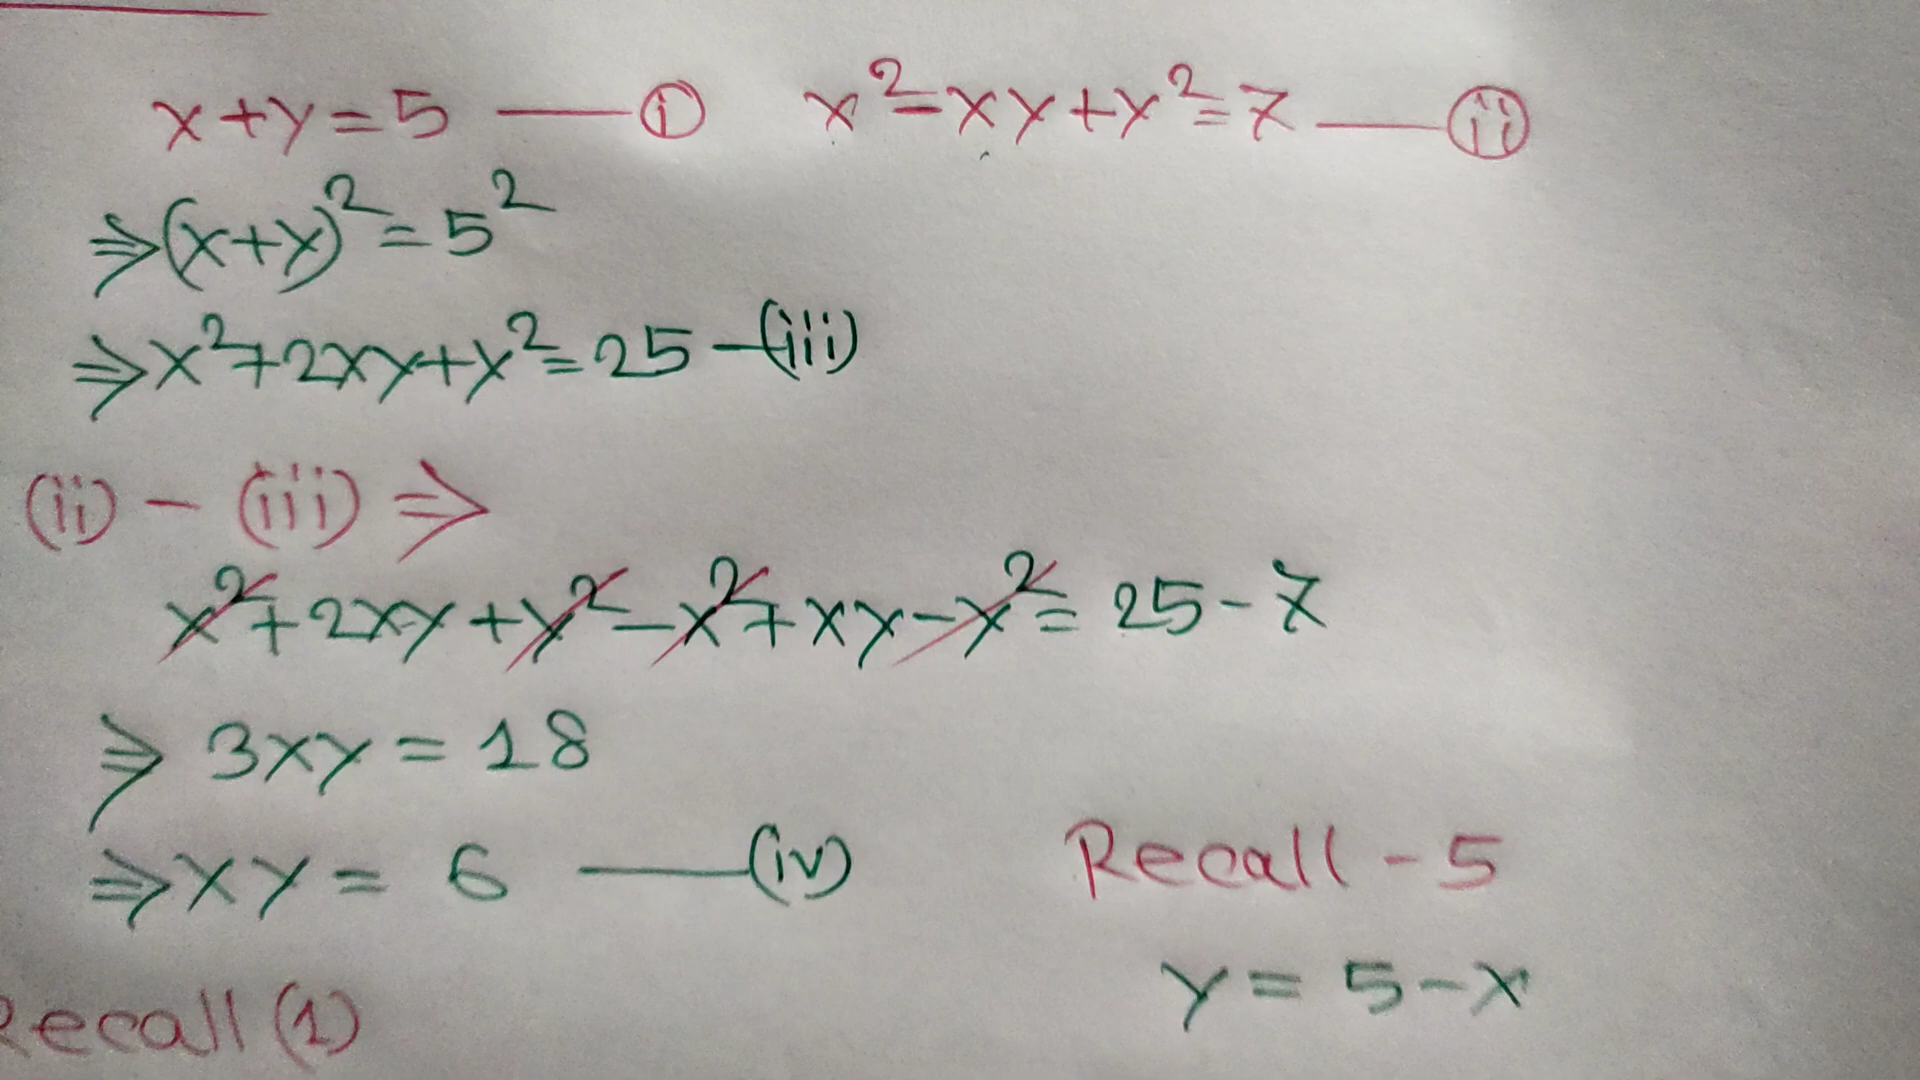 x+y=5 —— (i) x²-xy+y²=7 —— (ii)
⇒(x+y)²=5²
⇒x²+2xy+y²=25 —(iii)
(ii) - (iii) ⇒
x²+2xy+y²-x²+xy-y²=25-7
⇒ 3xy=18
⇒xy=6 ——(iv)
Recall (1)
Recall-5
y=5-x